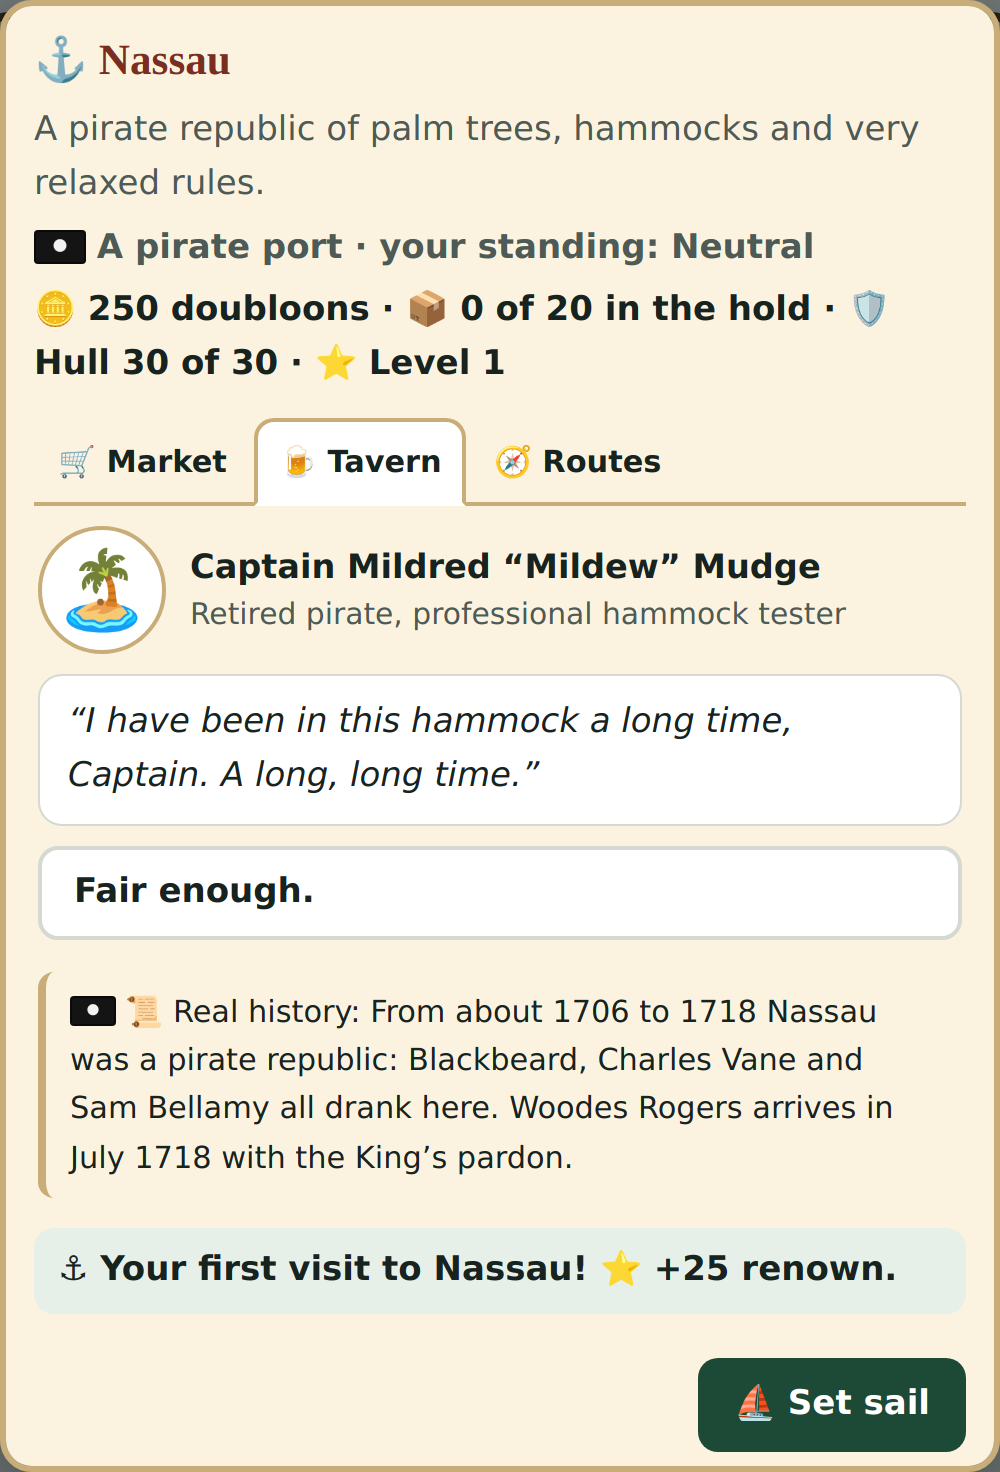 Nassau
A pirate republic of palm trees, hammocks and very
relaxed rules.
A pirate port · your standing: Neutral
250 doubloons · 0 of 20 in the hold ·
Hull 30 of 30 · Level 1
Market Tavern Routes
Captain Mildred “Mildew” Mudge
Retired pirate, professional hammock tester
“I have been in this hammock a long time,
Captain. A long, long time.”
Fair enough.
Real history: From about 1706 to 1718 Nassau
was a pirate republic: Blackbeard, Charles Vane and
Sam Bellamy all drank here. Woodes Rogers arrives in
July 1718 with the King’s pardon.
Your first visit to Nassau! +25 renown.
Set sail